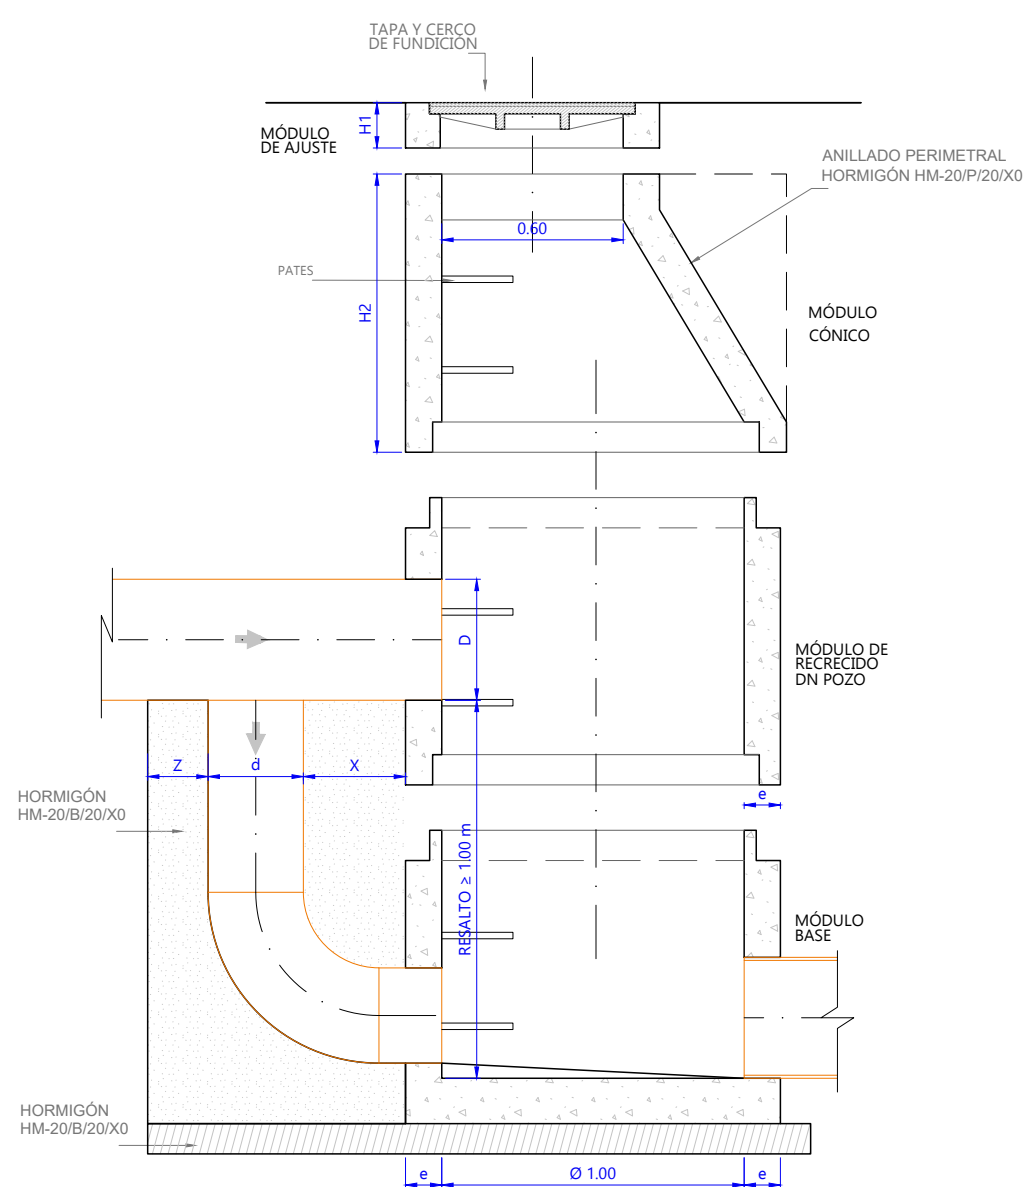 TAPA Y CERCO
DE FUNDICIÓN
H1
MÓDULO
DE AJUSTE
ANILLADO PERIMETRAL
HORMIGÓN HM-20/P/20/X0
0.60
PATES
H2
MÓDULO
CÓNICO
D
MÓDULO DE
RECRECIDO
DN POZO
Z
d
X
e
HORMIGÓN
HM-20/B/20/X0
RESALTO ≥ 1.00 m
MÓDULO
BASE
HORMIGÓN
HM-20/B/20/X0
e
Ø 1.00
e